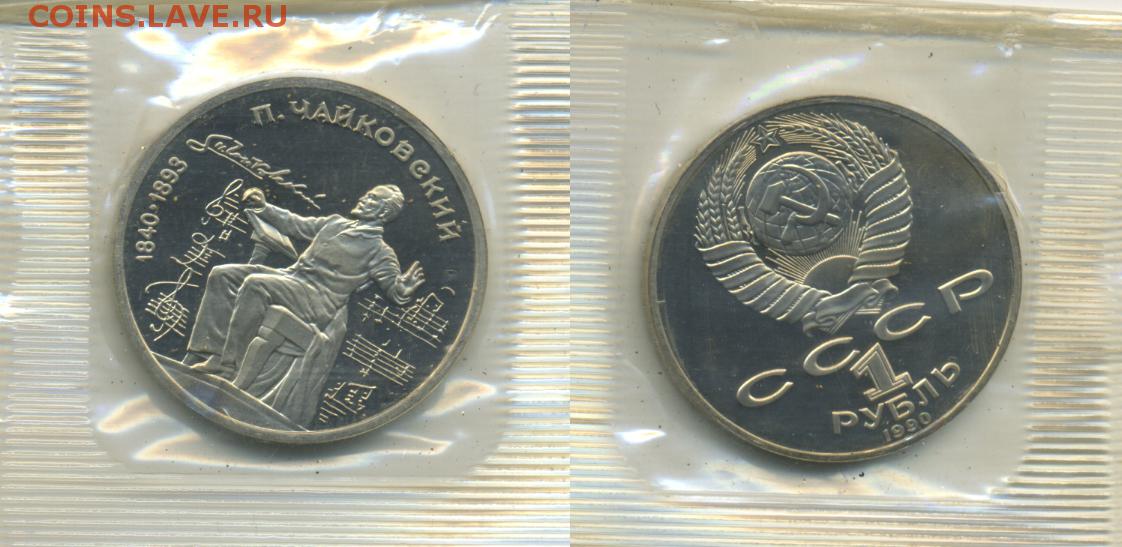 COINS.LAVE.RU
П. ЧАЙКОВСКИЙ
1840·1893
СССР
1
РУБЛЬ
1990